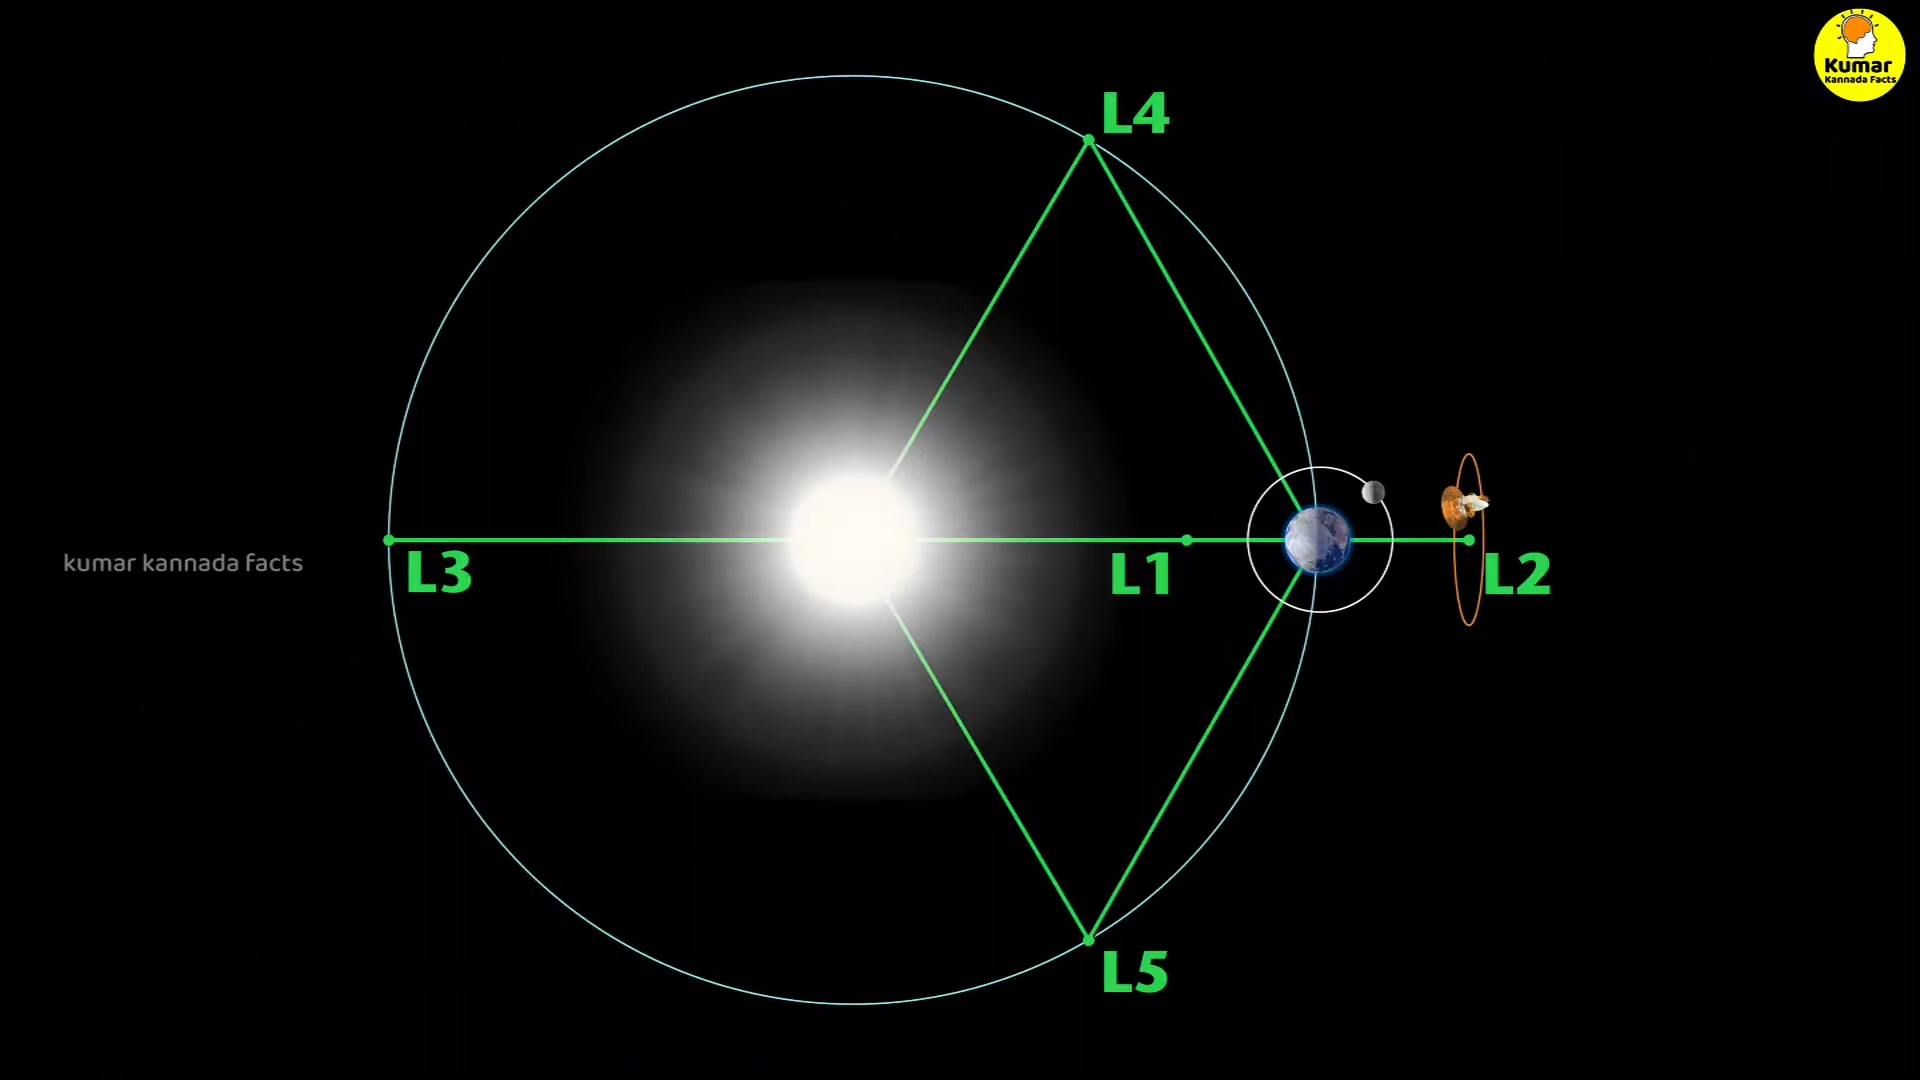 Kumar
Kannada Facts
L4
kumar kannada facts
L3
L1
L2
L5